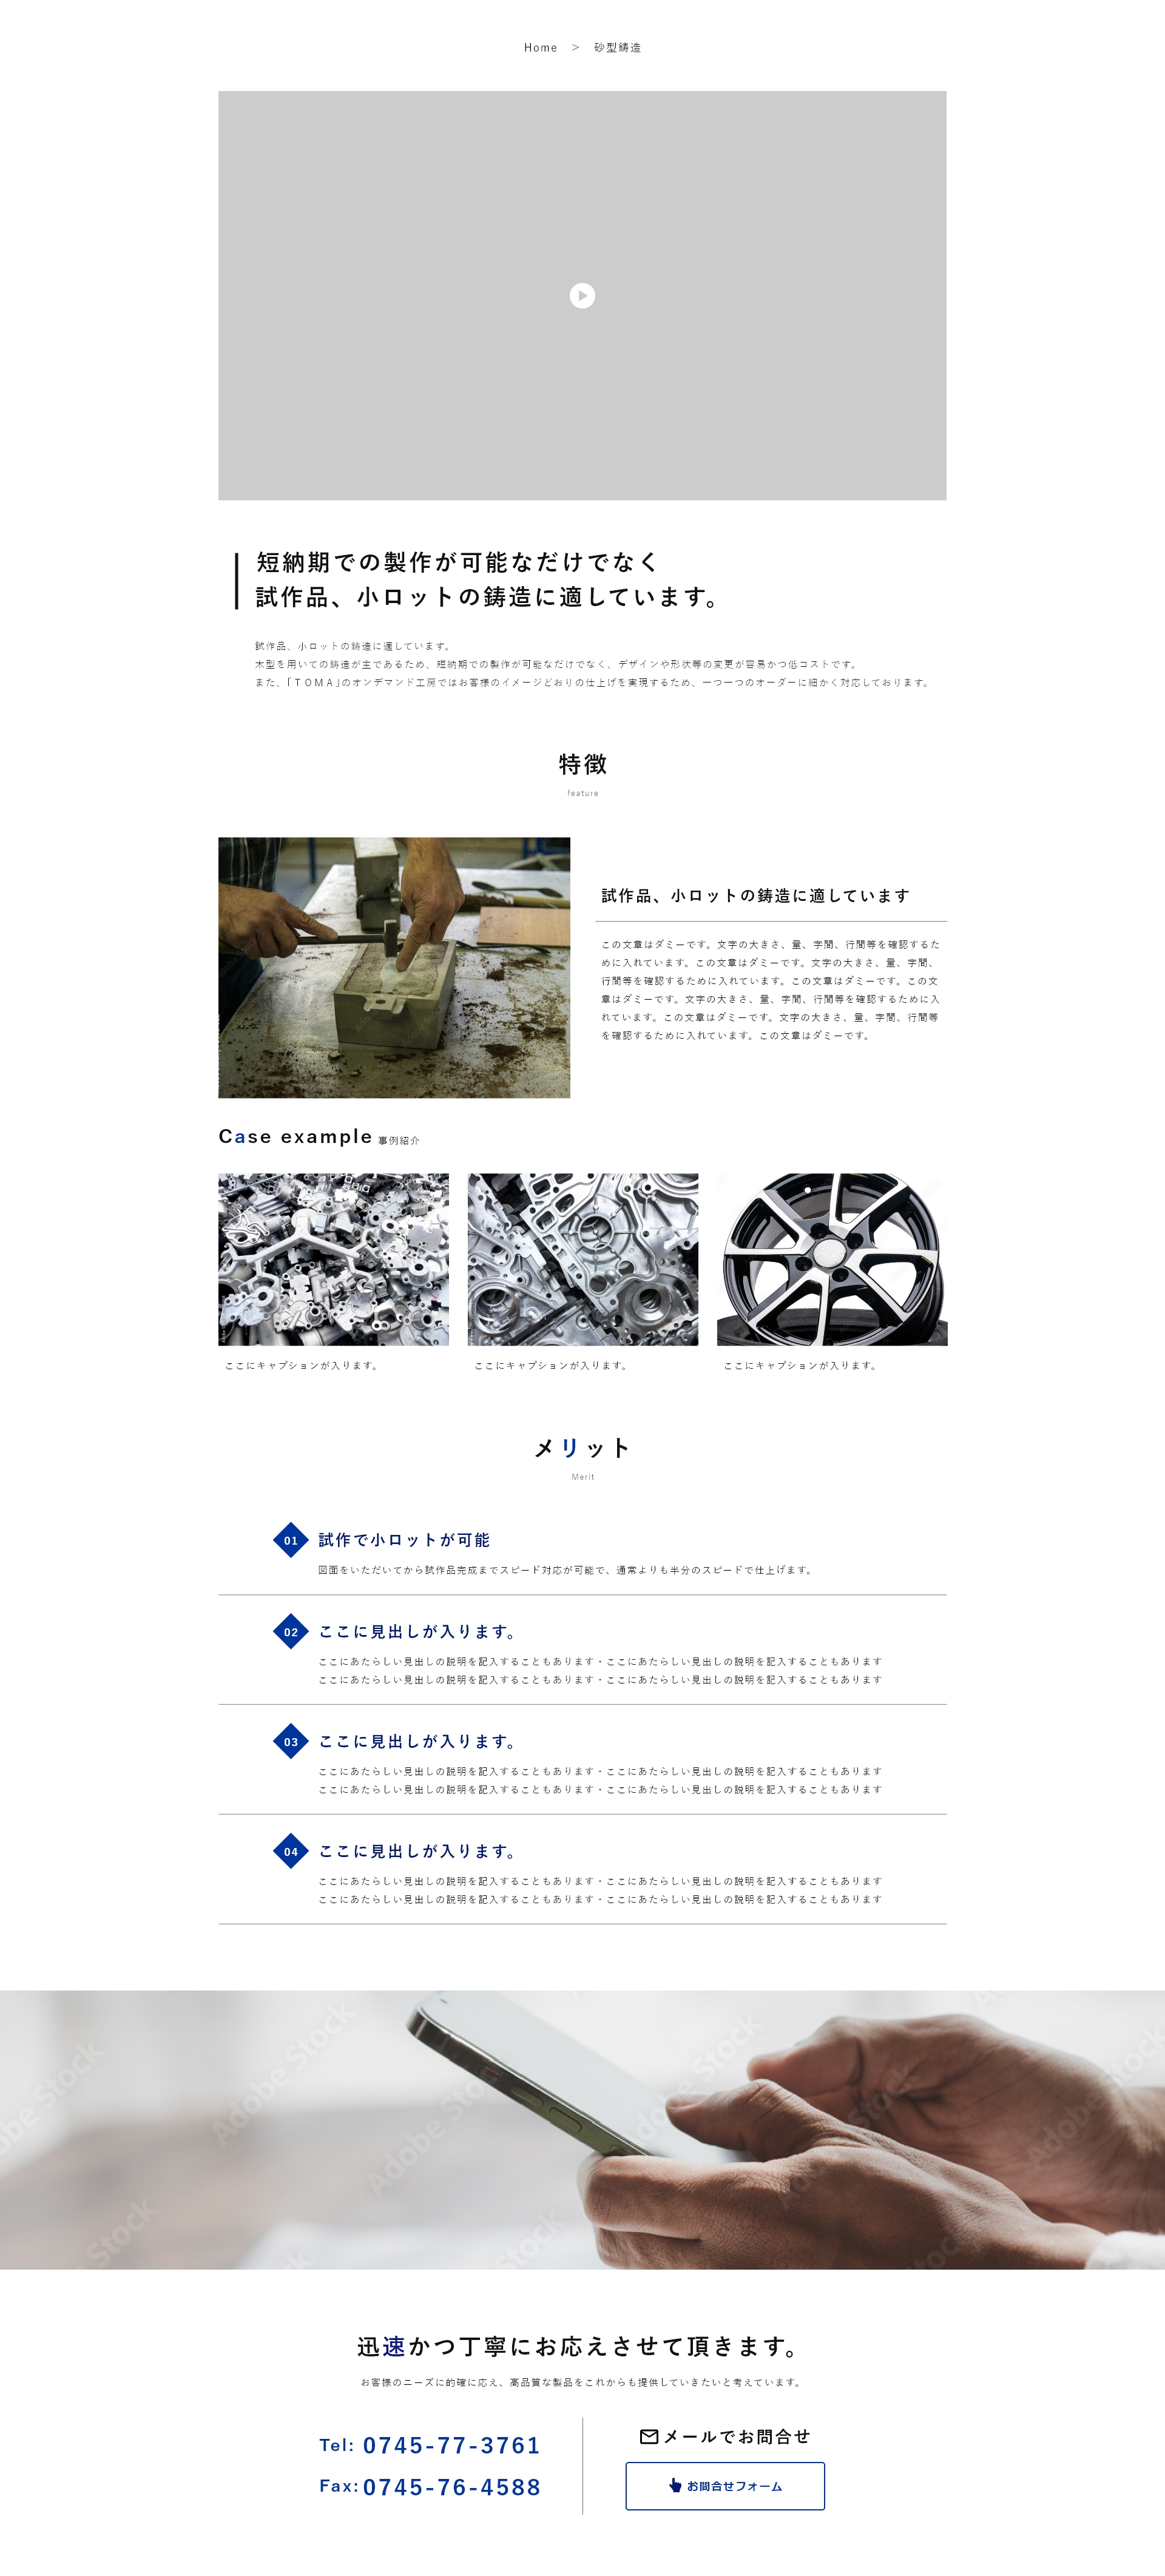 Home > 砂型鋳造
短納期での製作が可能なだけでなく
試作品、小ロットの鋳造に適しています。
試作品、小ロットの鋳造に適しています。
木型を用いての鋳造が主であるため、短納期での製作が可能なだけでなく、デザインや形状等の変更が容易かつ低コストです。
また、「ＴＯＭＡ」のオンデマンド工房ではお客様のイメージどおりの仕上げを実現するため、一つ一つのオーダーに細かく対応しております。
特徴
feature
試作品、小ロットの鋳造に適しています
この文章はダミーです。文字の大きさ、量、字間、行間等を確認するた
めに入れています。この文章はダミーです。文字の大きさ、量、字間、
行間等を確認するために入れています。この文章はダミーです。この文
章はダミーです。文字の大きさ、量、字間、行間等を確認するために入
れています。この文章はダミーです。文字の大きさ、量、字間、行間等
を確認するために入れています。この文章はダミーです。
Case example 事例紹介
ここにキャプションが入ります。
ここにキャプションが入ります。
ここにキャプションが入ります。
メリット
Merit
01 試作で小ロットが可能
図面をいただいてから試作品完成までスピード対応が可能で、通常よりも半分のスピードで仕上げます。
02 ここに見出しが入ります。
ここにあたらしい見出しの説明を記入することもあります・ここにあたらしい見出しの説明を記入することもあります
ここにあたらしい見出しの説明を記入することもあります・ここにあたらしい見出しの説明を記入することもあります
03 ここに見出しが入ります。
ここにあたらしい見出しの説明を記入することもあります・ここにあたらしい見出しの説明を記入することもあります
ここにあたらしい見出しの説明を記入することもあります・ここにあたらしい見出しの説明を記入することもあります
04 ここに見出しが入ります。
ここにあたらしい見出しの説明を記入することもあります・ここにあたらしい見出しの説明を記入することもあります
ここにあたらしい見出しの説明を記入することもあります・ここにあたらしい見出しの説明を記入することもあります
Adobe Stock
Adobe Stock
Adobe Stock
迅速かつ丁寧にお応えさせて頂きます。
お客様のニーズに的確に応え、高品質な製品をこれからも提供していきたいと考えています。
Tel: 0745-77-3761
Fax: 0745-76-4588
メールでお問合せ
お問合せフォーム